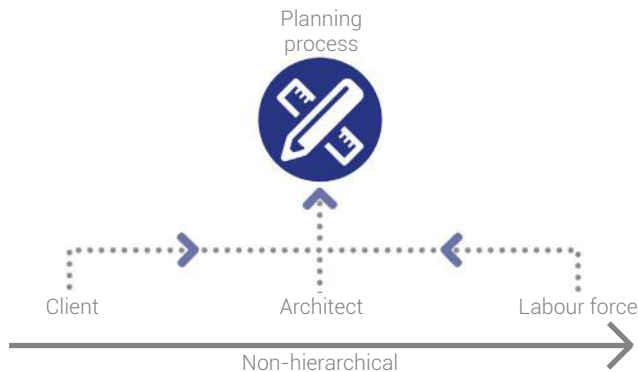 Planning
process
Client
Architect
Labour force
Non-hierarchical